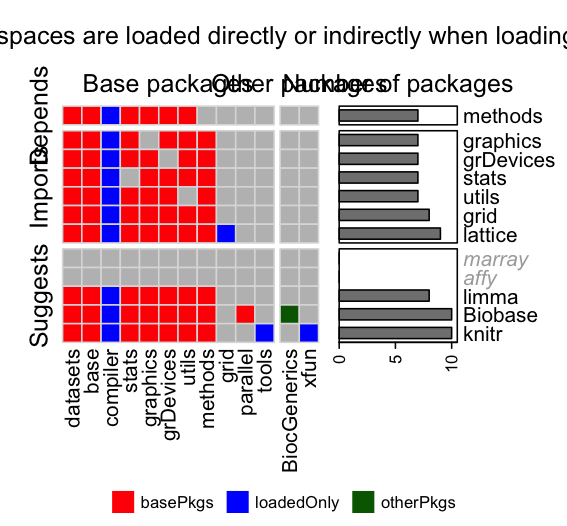 spaces are loaded directly or indirectly when loading
Base packages
Other packages
Number of packages
Depends
Imports
Suggests
methods
graphics
grDevices
stats
utils
grid
lattice
marray
affy
limma
Biobase
knitr
0
5
10
datasets
base
compiler
stats
graphics
grDevices
utils
methods
grid
parallel
tools
BiocGenerics
xfun
basePkgs
loadedOnly
otherPkgs